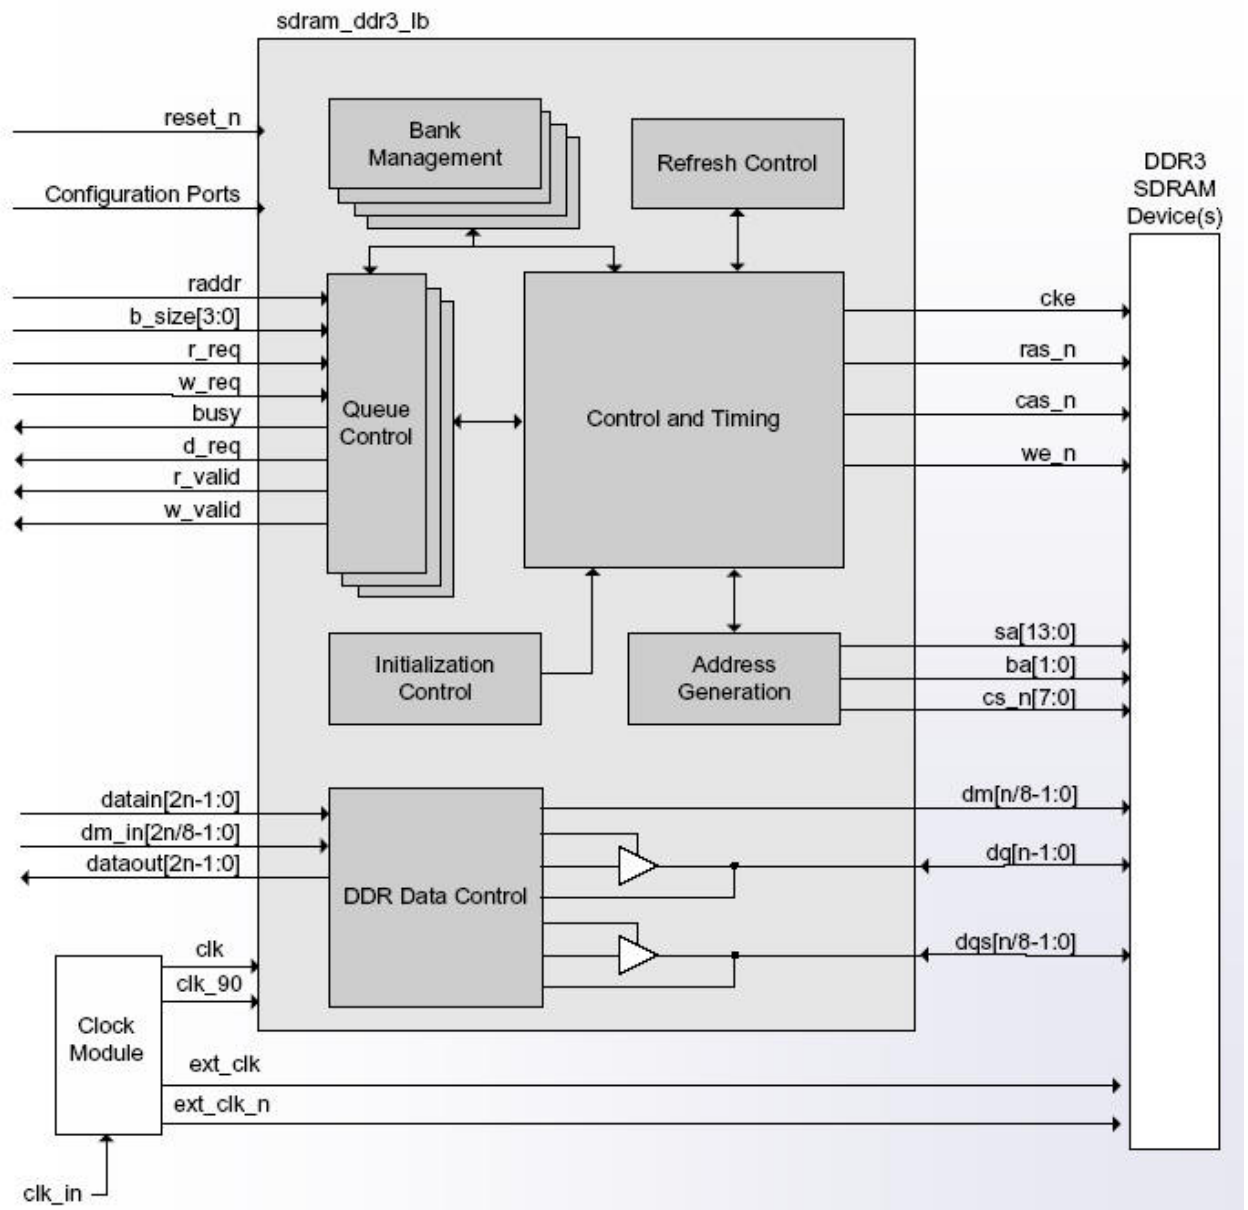 sdram_ddr3_lb
reset_n
Configuration Ports
Bank
Management
Refresh Control
DDR3
SDRAM
Device(s)
raddr
b_size[3:0]
r_req
w_req
busy
d_req
r_valid
w_valid
Queue
Control
Control and Timing
cke
ras_n
cas_n
we_n
Initialization
Control
Address
Generation
sa[13:0]
ba[1:0]
cs_n[7:0]
datain[2n-1:0]
dm_in[2n/8-1:0]
dataout[2n-1:0]
DDR Data Control
dm[n/8-1:0]
dq[n-1:0]
dqs[n/8-1:0]
clk
clk_90
Clock
Module
ext_clk
ext_clk_n
clk_in